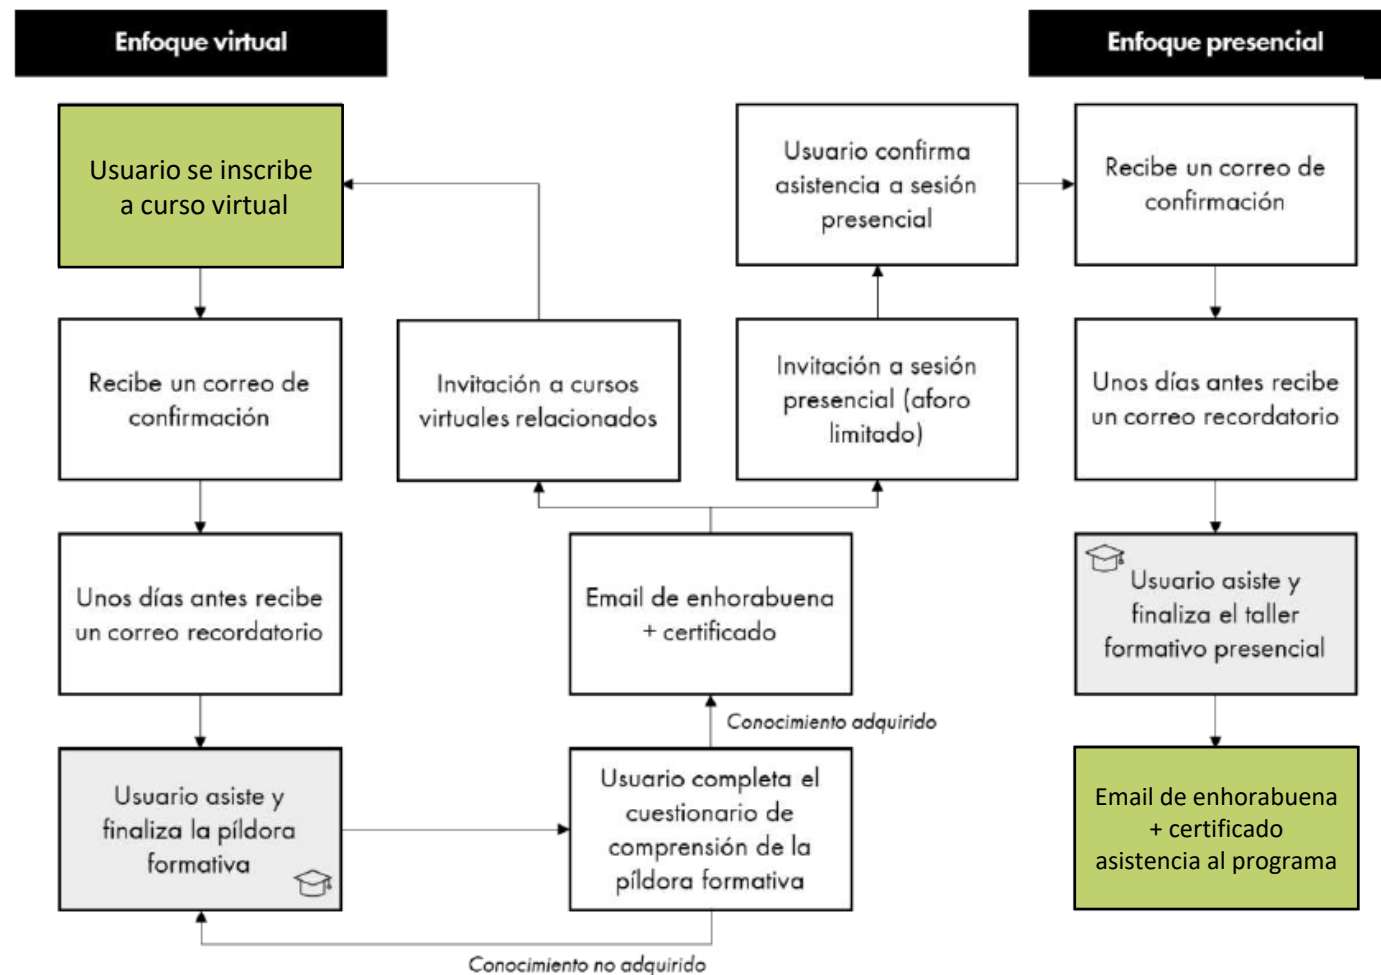 Enfoque virtual
Enfoque presencial
Usuario se inscribe
a curso virtual
Recibe un correo de
confirmación
Unos días antes recibe
un correo recordatorio
Usuario asiste y
finaliza la píldora
formativa
Usuario completa el
cuestionario de
comprensión de la
píldora formativa
Conocimiento no adquirido
Conocimiento adquirido
Email de enhorabuena
+ certificado
Invitación a cursos
virtuales relacionados
Invitación a sesión
presencial (aforo
limitado)
Usuario confirma
asistencia a sesión
presencial
Recibe un correo de
confirmación
Unos días antes recibe
un correo recordatorio
Usuario asiste y
finaliza el taller
formativo presencial
Email de enhorabuena
+ certificado
asistencia al programa